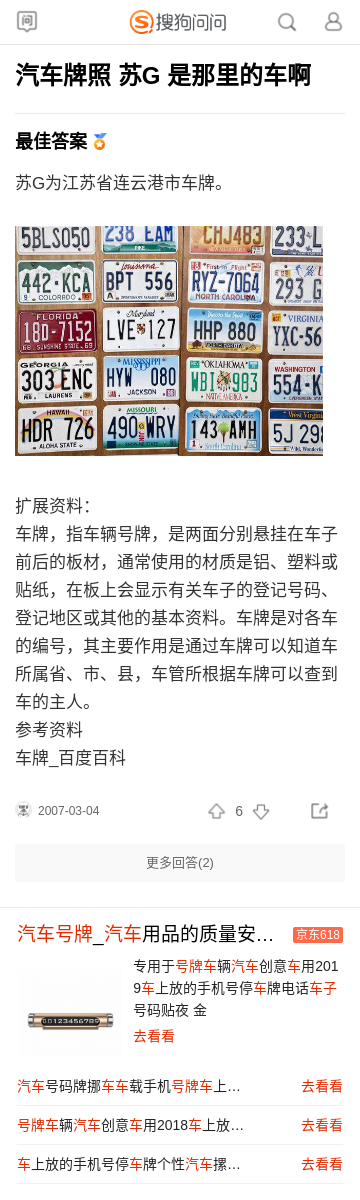 问 搜狗问问
汽车牌照 苏G 是那里的车啊
最佳答案
苏G为江苏省连云港市车牌。
5BLS050 238 EAM CHJ483 233-L
442·KCA Louisiana First in Flight
COLORADO BPT 556 RYZ-7064 293 G
NORTH CAROLINA
FLORIDA Maryland
18D·7152 LVE 127 HHP 880 YXC·56
GEORGIA MISSISSIPPI OKLAHOMA WASHINGTON
303 ENC HYW 080 WBI 983 554-K
LAURENS JACKSON NATIVE AMERICA
HAWAII MISSOURI West Virginia
HDR 726 490 WRY 143 AMH 5J 298
ALOHA STATE
扩展资料：
车牌，指车辆号牌，是两面分别悬挂在车子
前后的板材，通常使用的材质是铝、塑料或
贴纸，在板上会显示有关车子的登记号码、
登记地区或其他的基本资料。车牌是对各车
的编号，其主要作用是通过车牌可以知道车
所属省、市、县，车管所根据车牌可以查到
车的主人。
参考资料
车牌_百度百科
2007-03-04 6
更多回答(2)
汽车号牌_汽车用品的质量安... 京东618
专用于号牌车辆汽车创意车用201
9车上放的手机号停车牌电话车子
号码贴夜 金
00123456789
去看看
汽车号码牌挪车车载手机号牌车上... 去看看
号牌车辆汽车创意车用2018车上放... 去看看
车上放的手机号停车牌个性汽车摞... 去看看